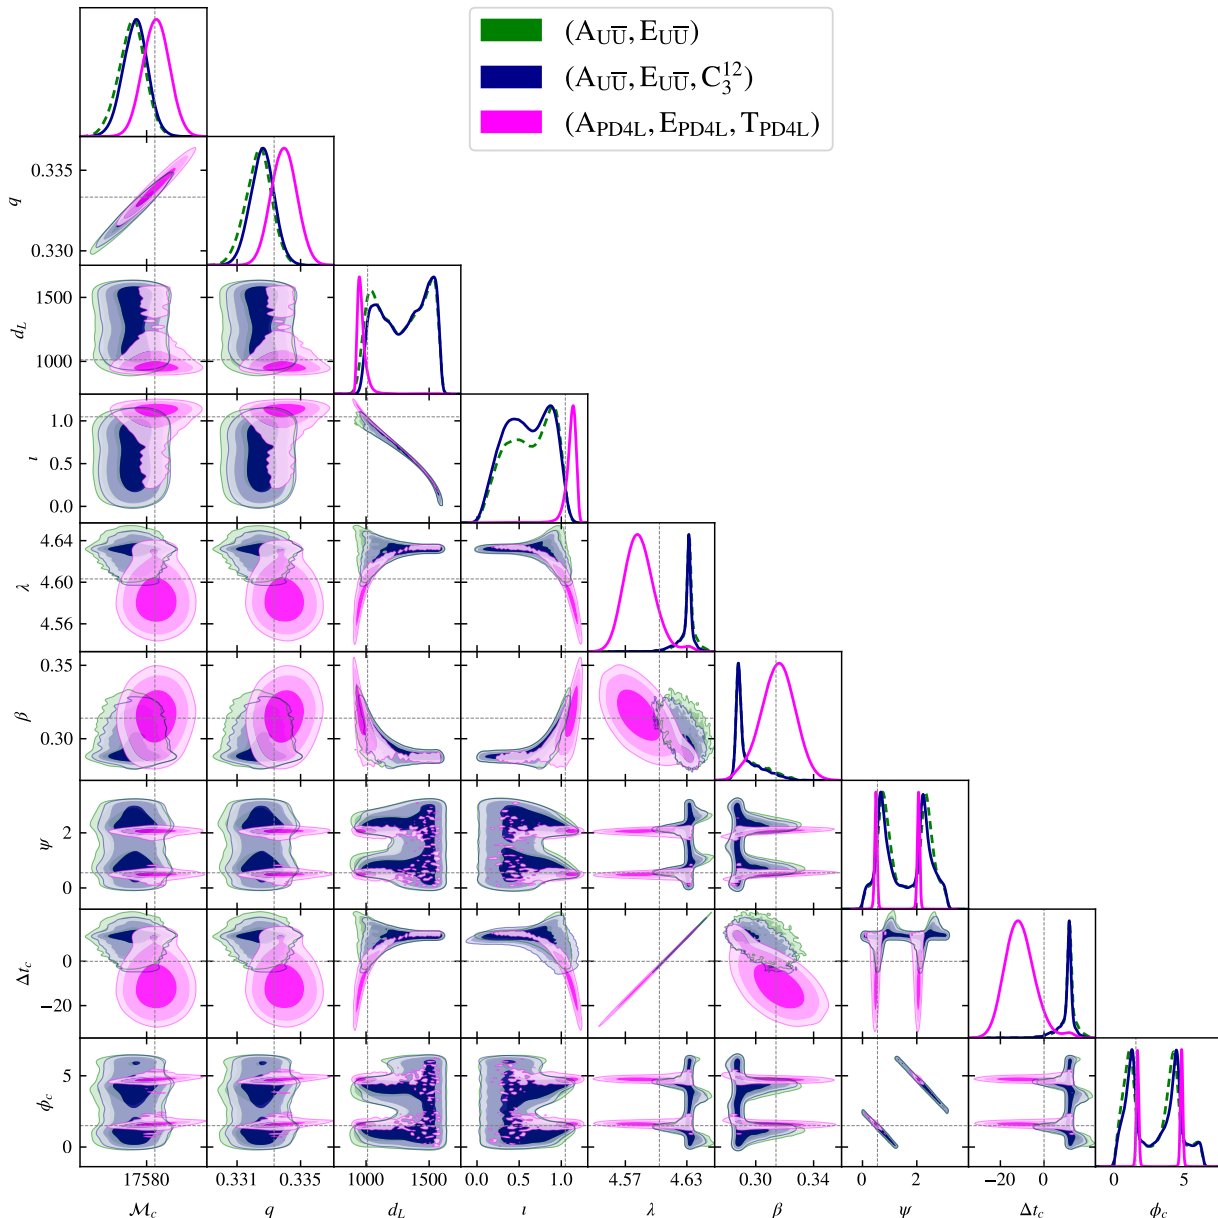 (A_{U\overline{U}}, E_{U\overline{U}})
(A_{U\overline{U}}, E_{U\overline{U}}, C_3^{12})
(A_{PD4L}, E_{PD4L}, T_{PD4L})
0.335
q
0.330
1500
d_L
1000
1.0
ι
0.5
0.0
4.64
λ
4.60
4.56
0.35
β
0.30
2
ψ
0
0
Δt_c
−20
5
ϕ_c
0
17580 0.331 0.335 1000 1500 0.0 0.5 1.0 4.57 4.63 0.30 0.34 0 2 −20 0 0 5
ℳ_c q d_L ι λ β ψ Δt_c ϕ_c